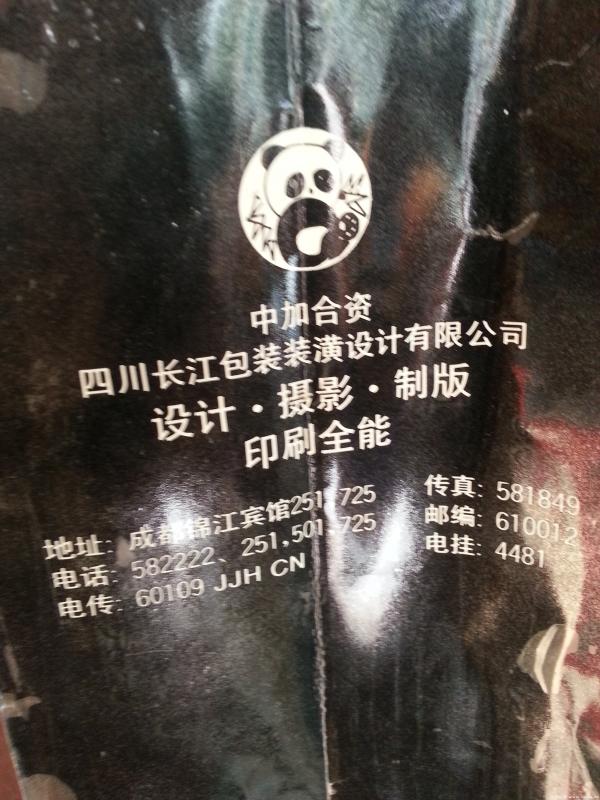 中加合资
四川长江包装装潢设计有限公司
设计·摄影·制版
印刷全能
地址: 成都锦江宾馆251, 725
电话: 582222、251,501,725
电传: 60109 JJH CN
传真: 581849
邮编: 610012
电挂: 4481